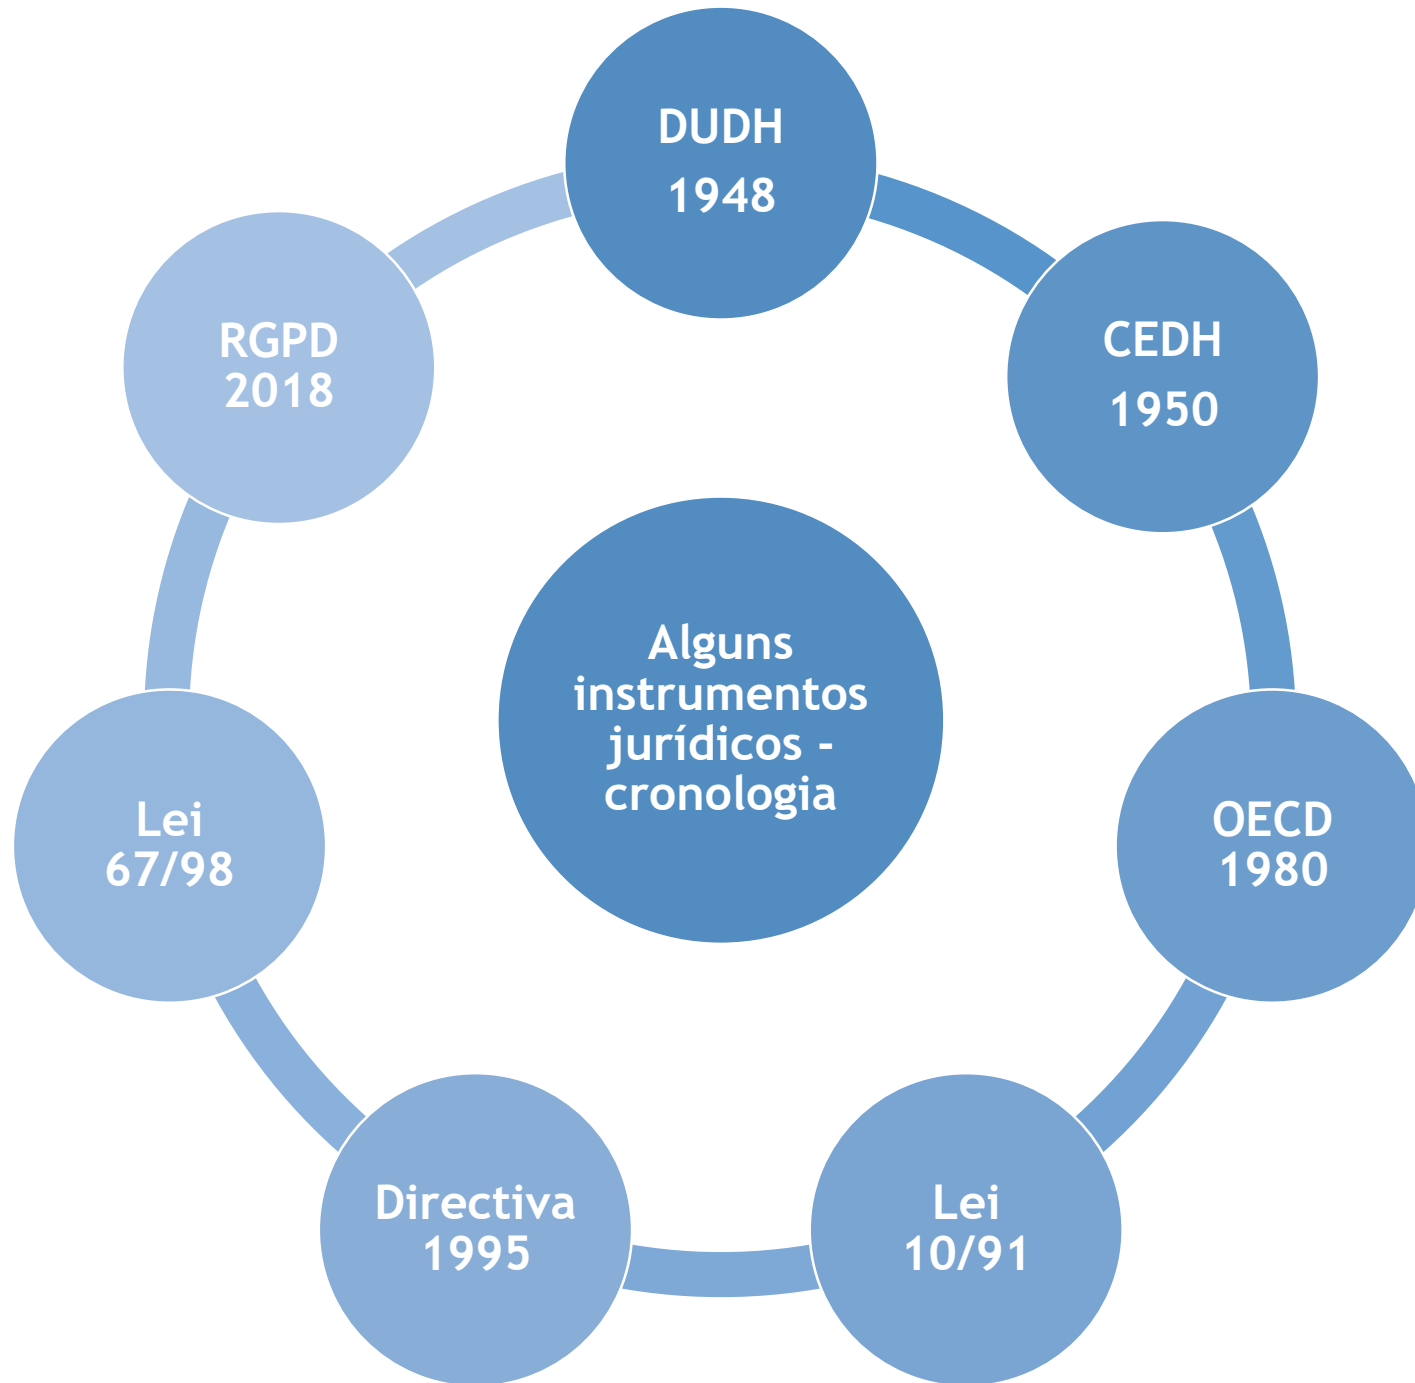 DUDH
1948
CEDH
1950
OECD
1980
Lei
10/91
Directiva
1995
Lei
67/98
RGPD
2018
Alguns
instrumentos
jurídicos -
cronologia